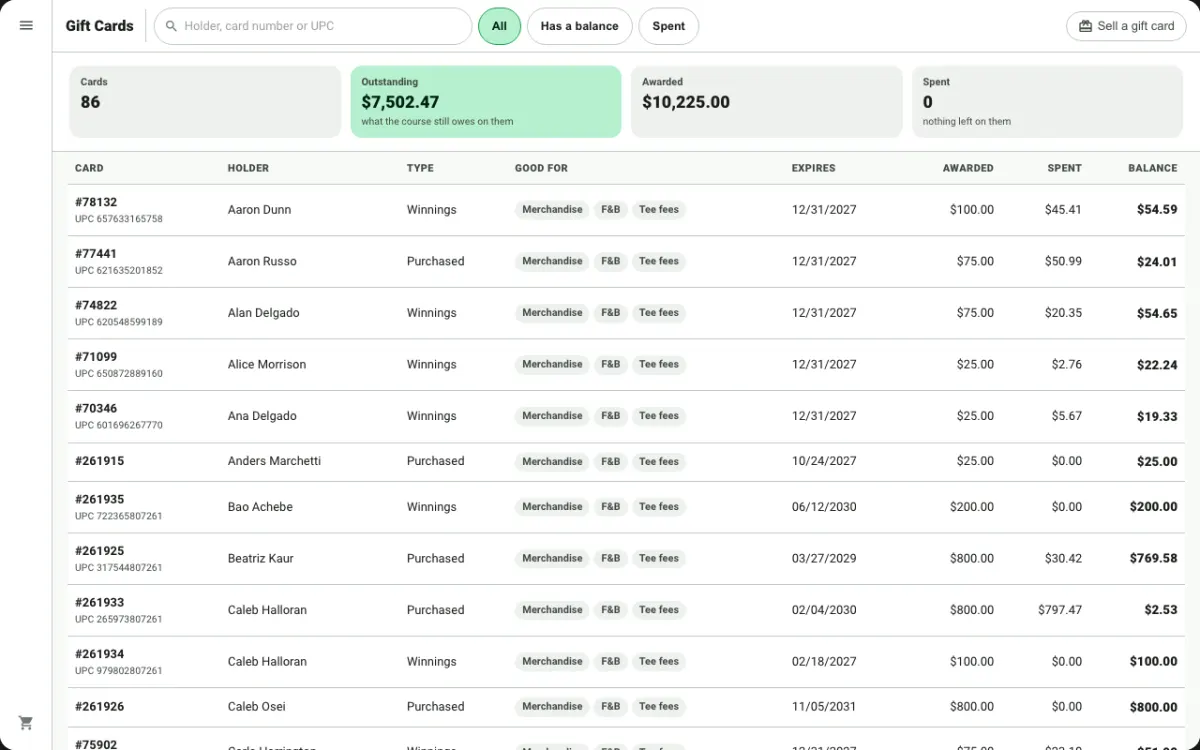 Gift Cards
Holder, card number or UPC
All
Has a balance
Spent
Sell a gift card
Cards
86
Outstanding
$7,502.47
what the course still owes on them
Awarded
$10,225.00
Spent
0
nothing left on them
CARD HOLDER TYPE GOOD FOR EXPIRES AWARDED SPENT BALANCE
#78132
UPC 657633165758
Aaron Dunn Winnings Merchandise F&B Tee fees 12/31/2027 $100.00 $45.41 $54.59
#77441
UPC 621635201852
Aaron Russo Purchased Merchandise F&B Tee fees 12/31/2027 $75.00 $50.99 $24.01
#74822
UPC 620548599189
Alan Delgado Winnings Merchandise F&B Tee fees 12/31/2027 $75.00 $20.35 $54.65
#71099
UPC 650872889160
Alice Morrison Winnings Merchandise F&B Tee fees 12/31/2027 $25.00 $2.76 $22.24
#70346
UPC 601696267770
Ana Delgado Winnings Merchandise F&B Tee fees 12/31/2027 $25.00 $5.67 $19.33
#261915 Anders Marchetti Purchased Merchandise F&B Tee fees 10/24/2027 $25.00 $0.00 $25.00
#261935
UPC 722365807261
Bao Achebe Winnings Merchandise F&B Tee fees 06/12/2030 $200.00 $0.00 $200.00
#261925
UPC 317544807261
Beatriz Kaur Purchased Merchandise F&B Tee fees 03/27/2029 $800.00 $30.42 $769.58
#261933
UPC 265973807261
Caleb Halloran Purchased Merchandise F&B Tee fees 02/04/2030 $800.00 $797.47 $2.53
#261934
UPC 979802807261
Caleb Halloran Winnings Merchandise F&B Tee fees 02/18/2027 $100.00 $0.00 $100.00
#261926 Caleb Osei Purchased Merchandise F&B Tee fees 11/05/2031 $800.00 $0.00 $800.00
#75902